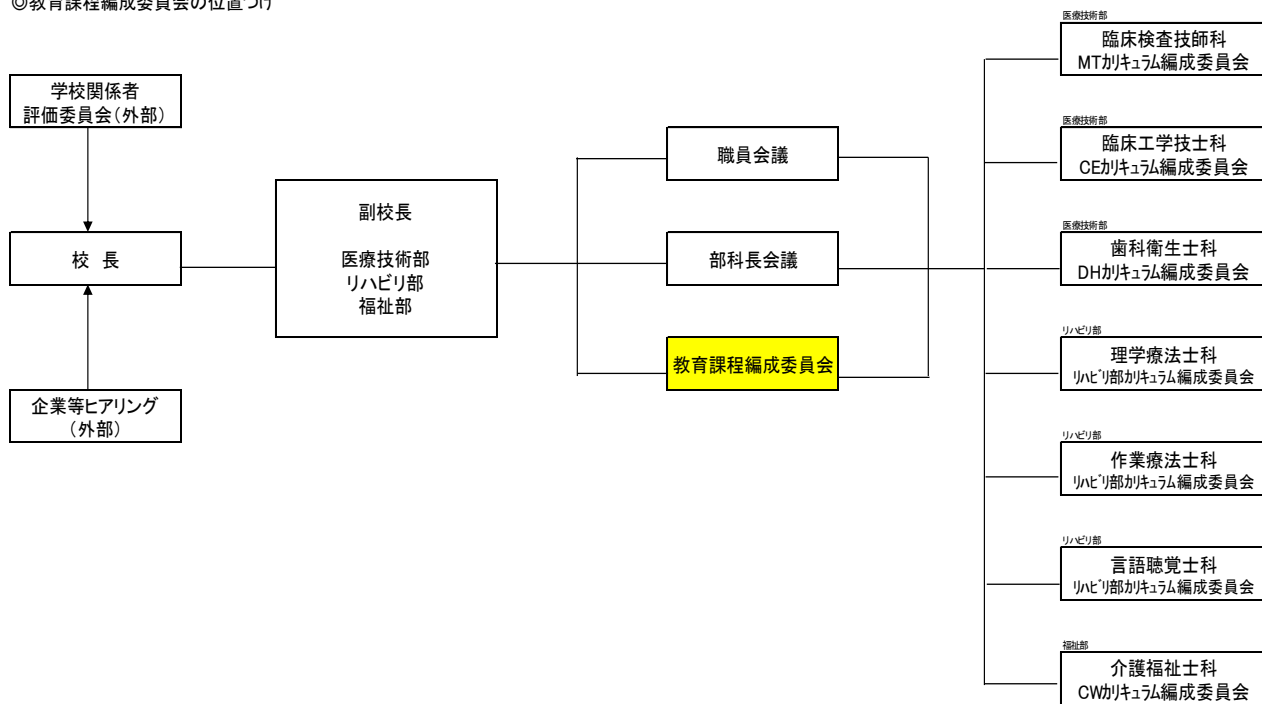 ◎教育課程編成委員会の位置づけ
学校関係者
評価委員会（外部）
校 長
企業等ヒアリング
（外部）
副校長
医療技術部
リハビリ部
福祉部
職員会議
部科長会議
教育課程編成委員会
医療技術部
臨床検査技師科
MTｶﾘｷｭﾗﾑ編成委員会
医療技術部
臨床工学技士科
CEｶﾘｷｭﾗﾑ編成委員会
医療技術部
歯科衛生士科
DHｶﾘｷｭﾗﾑ編成委員会
リハビリ部
理学療法士科
ﾘﾊﾋﾞﾘ部ｶﾘｷｭﾗﾑ編成委員会
リハビリ部
作業療法士科
ﾘﾊﾋﾞﾘ部ｶﾘｷｭﾗﾑ編成委員会
リハビリ部
言語聴覚士科
ﾘﾊﾋﾞﾘ部ｶﾘｷｭﾗﾑ編成委員会
福祉部
介護福祉士科
CWｶﾘｷｭﾗﾑ編成委員会